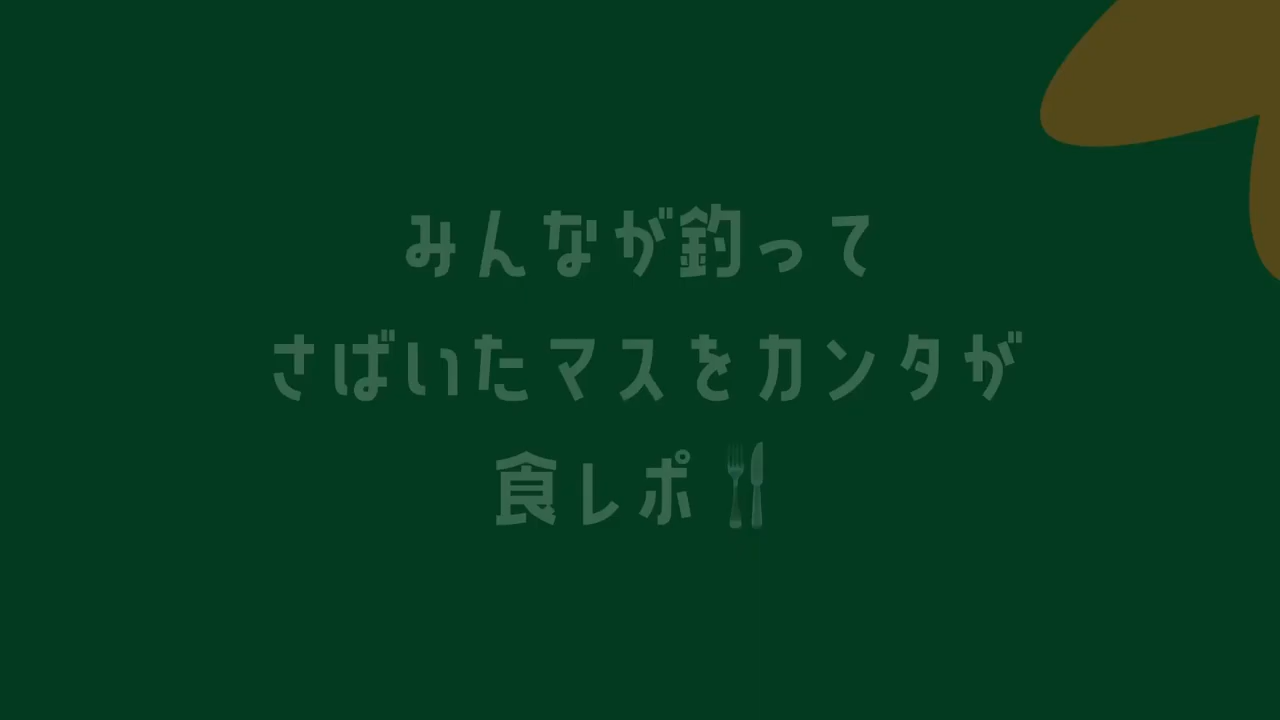 みんなが釣って
さばいたマスをカンタが
食レポ🍴